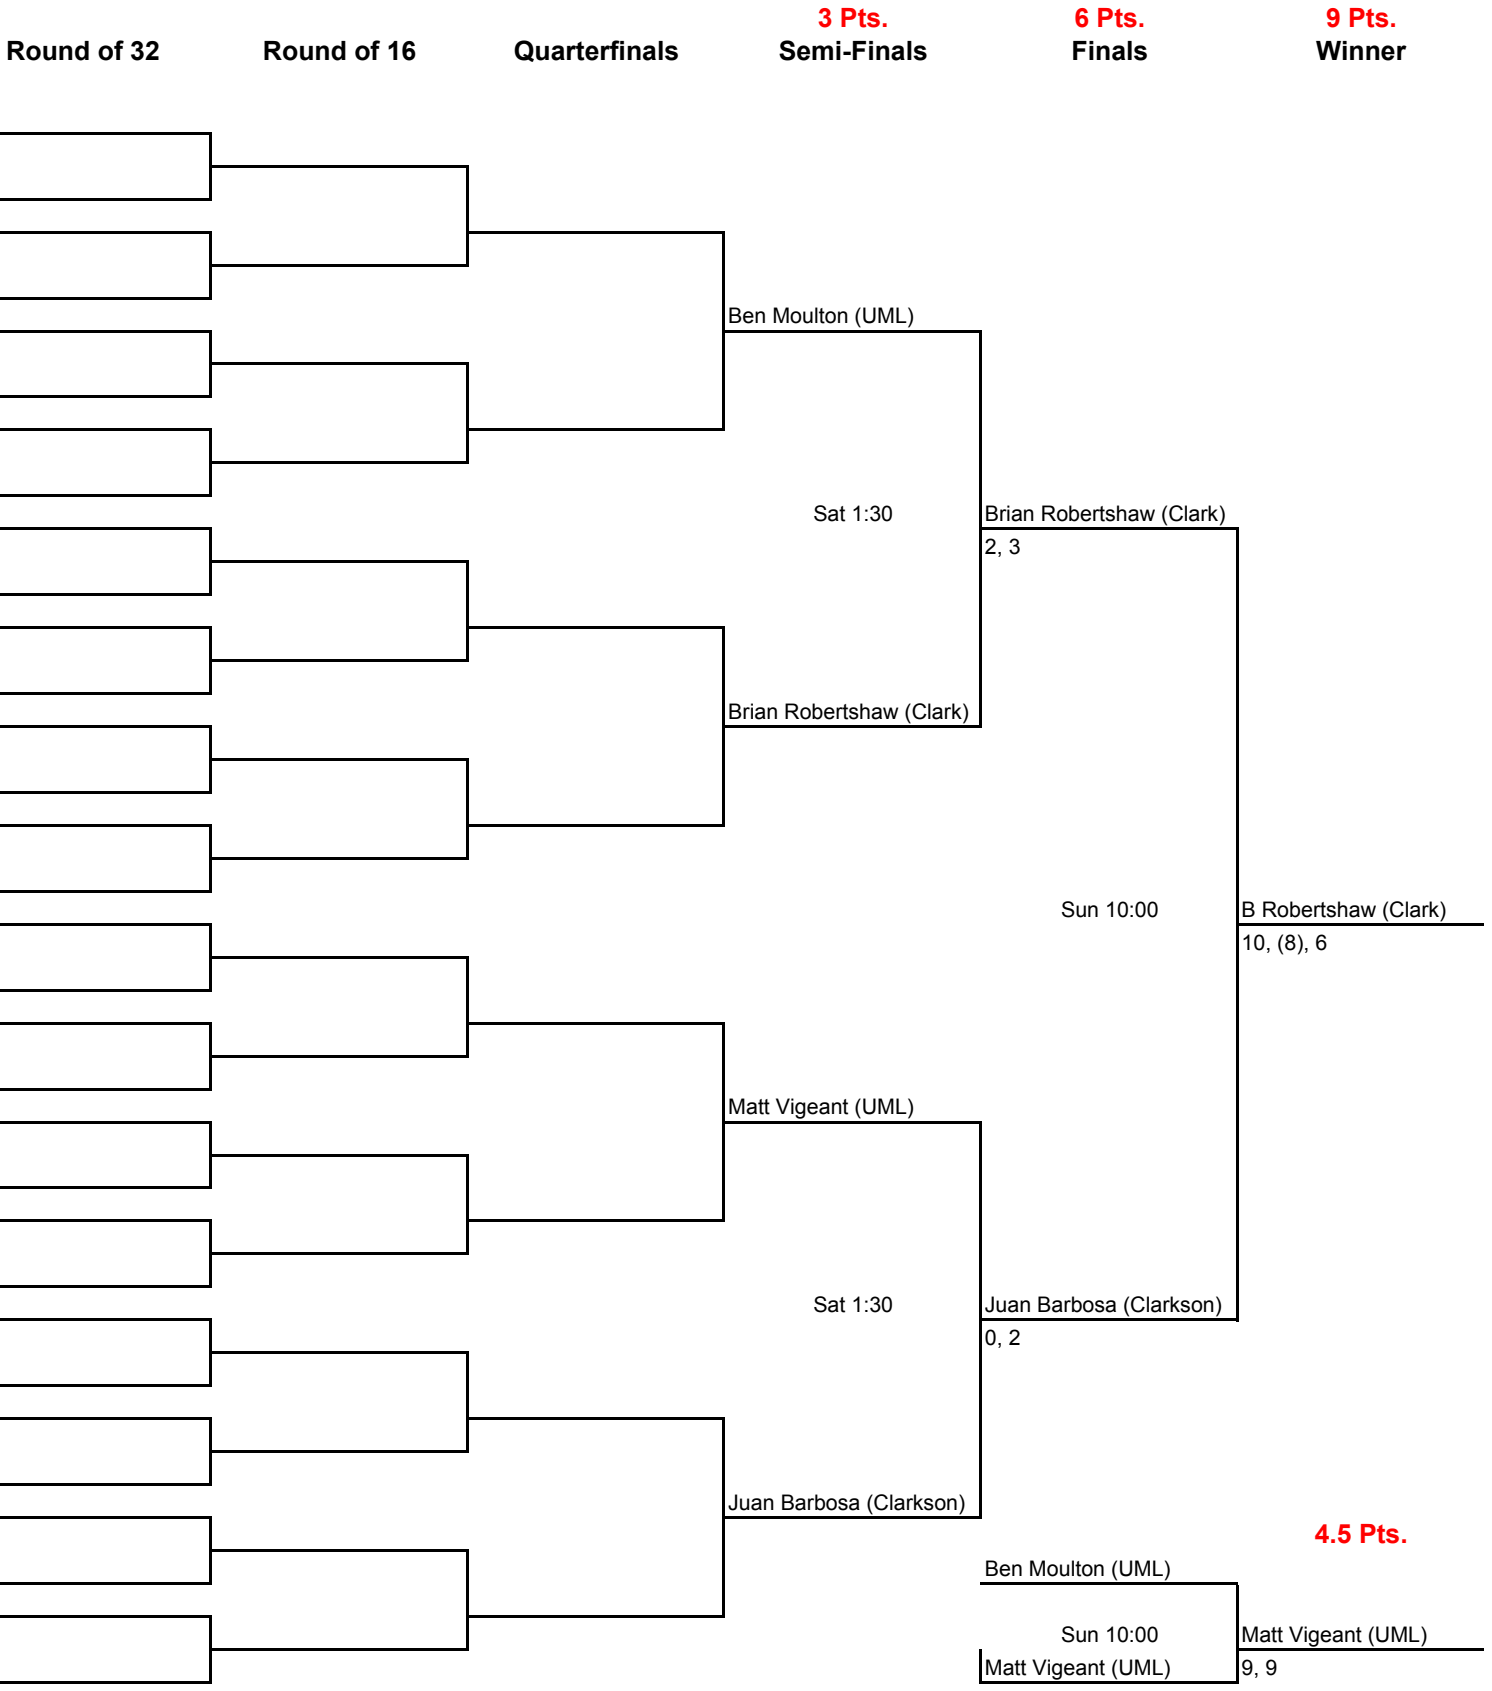 3 Pts.
6 Pts.
9 Pts.
Round of 32
Round of 16
Quarterfinals
Semi-Finals
Finals
Winner
Ben Moulton (UML)
Sat 1:30
Brian Robertshaw (Clark)
2, 3
Brian Robertshaw (Clark)
Sun 10:00
B Robertshaw (Clark)
10, (8), 6
Matt Vigeant (UML)
Sat 1:30
Juan Barbosa (Clarkson)
0, 2
Juan Barbosa (Clarkson)
4.5 Pts.
Ben Moulton (UML)
Sun 10:00
Matt Vigeant (UML)
Matt Vigeant (UML)
9, 9